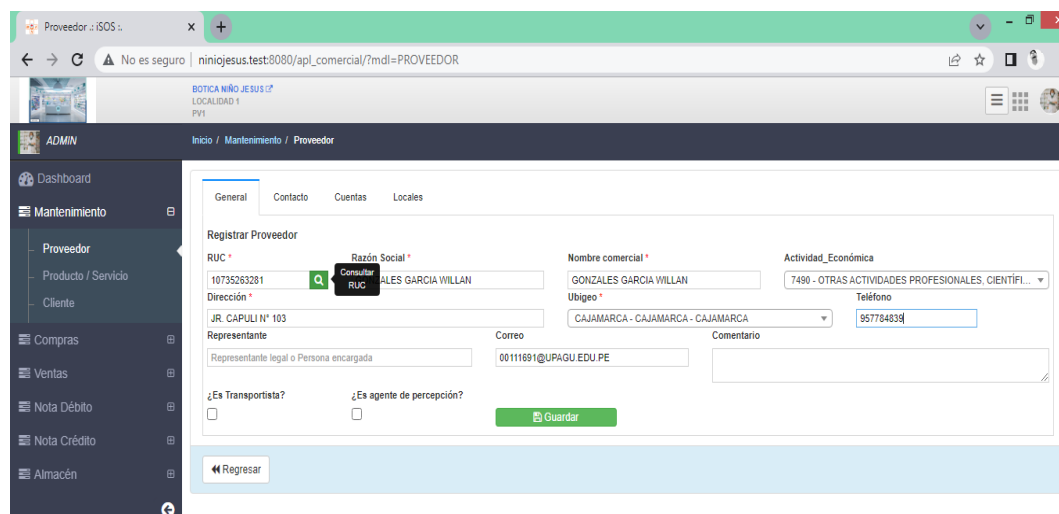 Proveedor .: iSOS :.
No es seguro niniojesus.test:8080/apl_comercial/?mdl=PROVEEDOR
BOTICA NIÑO JESUS
LOCALIDAD 1
PV1
ADMIN
Inicio / Mantenimiento / Proveedor
Dashboard
Mantenimiento
Proveedor
Producto / Servicio
Cliente
Compras
Ventas
Nota Débito
Nota Crédito
Almacén
General Contacto Cuentas Locales
Registrar Proveedor
RUC * Razón Social * Nombre comercial * Actividad_Económica
10735263281 Consultar RUC ALES GARCIA WILLAN GONZALES GARCIA WILLAN 7490 - OTRAS ACTIVIDADES PROFESIONALES, CIENTÍFI...
Dirección * Ubigeo * Teléfono
JR. CAPULI N° 103 CAJAMARCA - CAJAMARCA - CAJAMARCA 957784839
Representante Correo Comentario
Representante legal o Persona encargada 00111691@UPAGU.EDU.PE
¿Es Transportista? ¿Es agente de percepción?
Guardar
Regresar